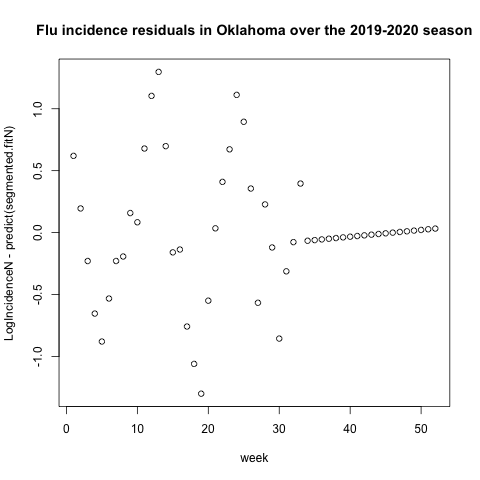 Flu incidence residuals in Oklahoma over the 2019-2020 season
LogIncidenceN - predict(segmented.fitN)
1.0
0.5
0.0
-0.5
-1.0
0 10 20 30 40 50
week